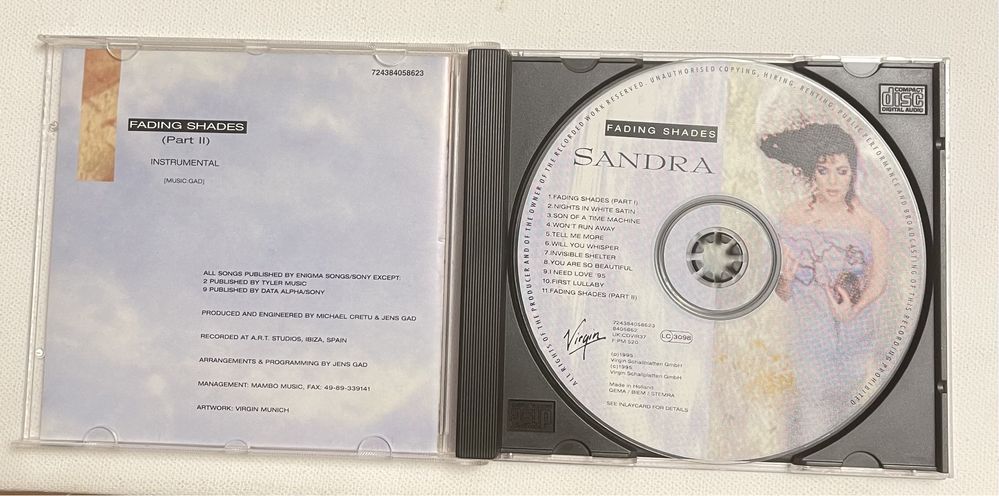 724384058623
FADING SHADES
(Part II)
INSTRUMENTAL
[MUSIC:GAD]
ALL SONGS PUBLISHED BY ENIGMA SONGS/SONY EXCEPT:
2 PUBLISHED BY TYLER MUSIC
9 PUBLISHED BY DATA ALPHA/SONY
PRODUCED AND ENGINEERED BY MICHAEL CRETU & JENS GAD
RECORDED AT A.R.T. STUDIOS, IBIZA, SPAIN
ARRANGEMENTS & PROGRAMMING BY JENS GAD
MANAGEMENT: MAMBO MUSIC, FAX: 49-89-339141
ARTWORK: VIRGIN MUNICH
ALL RIGHTS OF THE PRODUCER AND OF THE OWNER OF THE RECORDED WORK RESERVED. UNAUTHORISED COPYING, HIRING, RENTING, PUBLIC PERFORMANCE AND BROADCASTING OF THIS RECORDING PROHIBITED
FADING SHADES
SANDRA
1.FADING SHADES (PART I)
2.NIGHTS IN WHITE SATIN
3.SON OF A TIME MACHINE
4.WON'T RUN AWAY
5.TELL ME MORE
6.WILL YOU WHISPER
7.INVISIBLE SHELTER
8.YOU ARE SO BEAUTIFUL
9.I NEED LOVE '95
10.FIRST LULLABY
11.FADING SHADES (PART II)
Virgin
724384058623
8405862
UK:CDVIR37
F:PM 520
LC 3098
(p)1995
Virgin Schallplatten GmbH
(c)1995
Virgin Schallplatten GmbH
Made in Holland
GEMA / BIEM / STEMRA
SEE INLAYCARD FOR DETAILS
COMPACT
disc
DIGITAL AUDIO